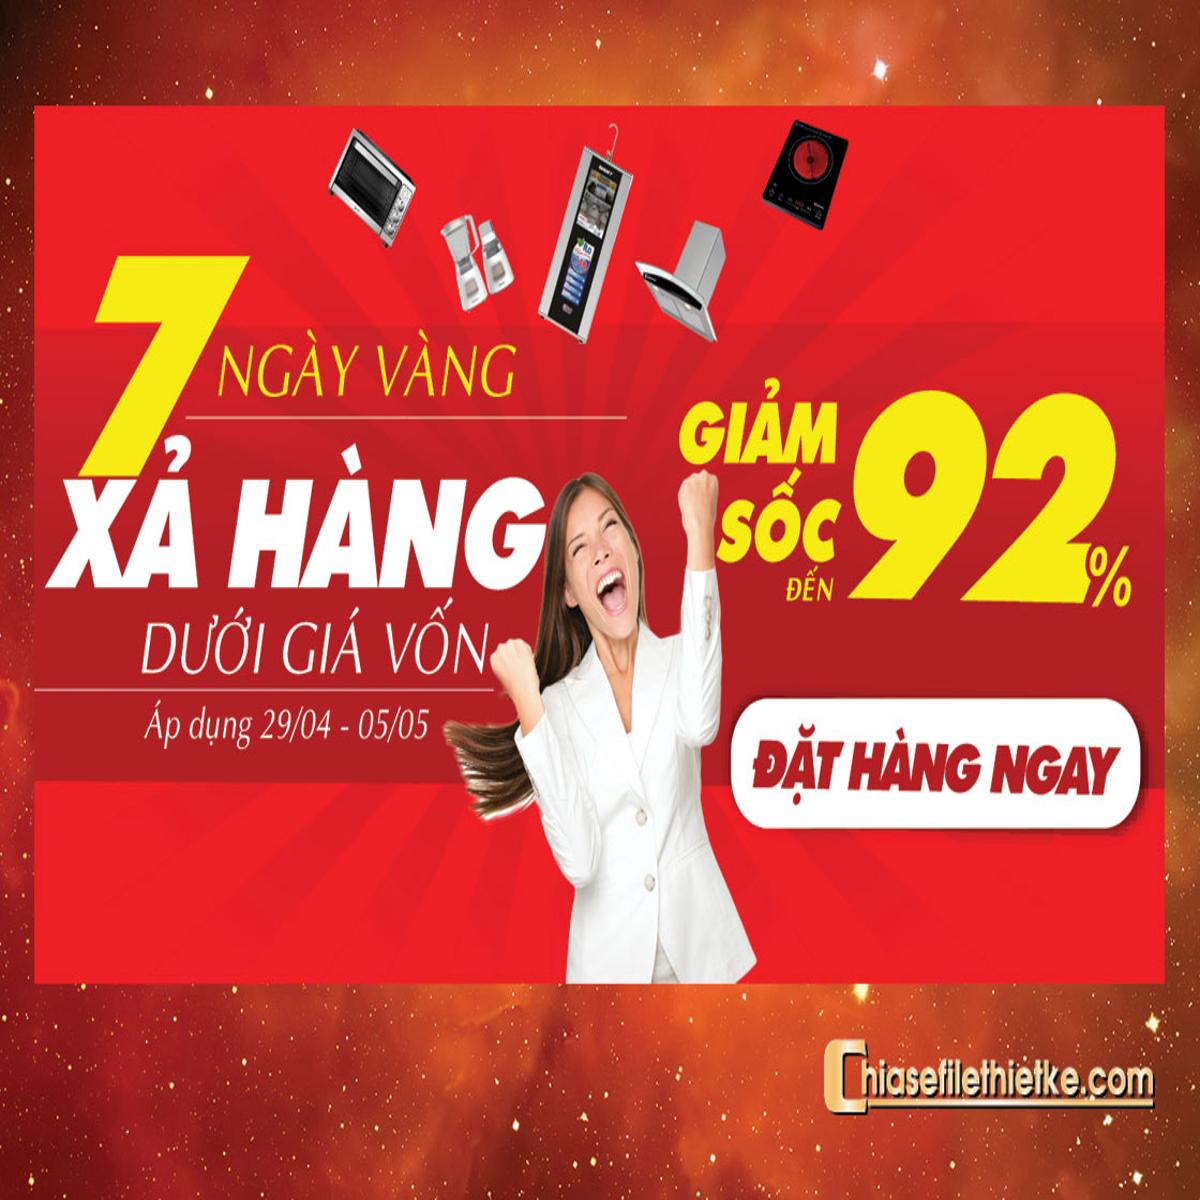 7 NGÀY VÀNG
XẢ HÀNG
DƯỚI GIÁ VỐN
Áp dụng 29/04 - 05/05
GIẢM
SỐC
ĐẾN
92%
ĐẶT HÀNG NGAY
Chiasefilethietke.com